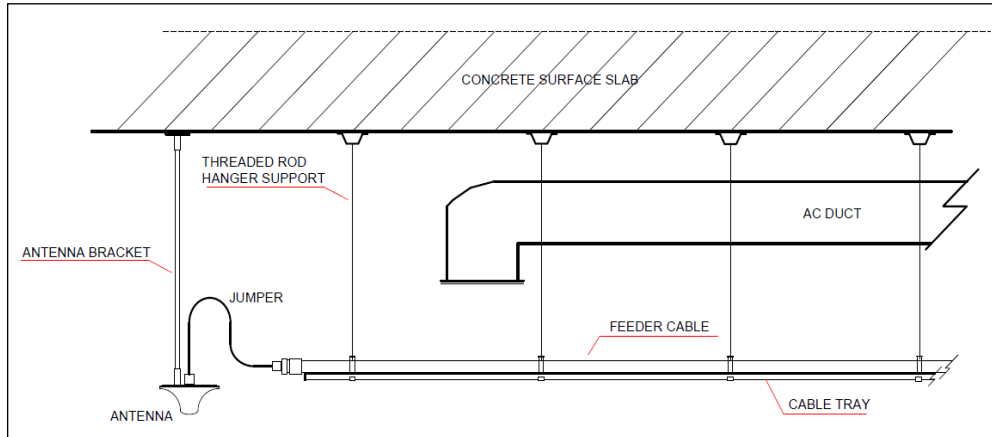 CONCRETE SURFACE SLAB
THREADED ROD
HANGER SUPPORT
AC DUCT
ANTENNA BRACKET
JUMPER
FEEDER CABLE
CABLE TRAY
ANTENNA